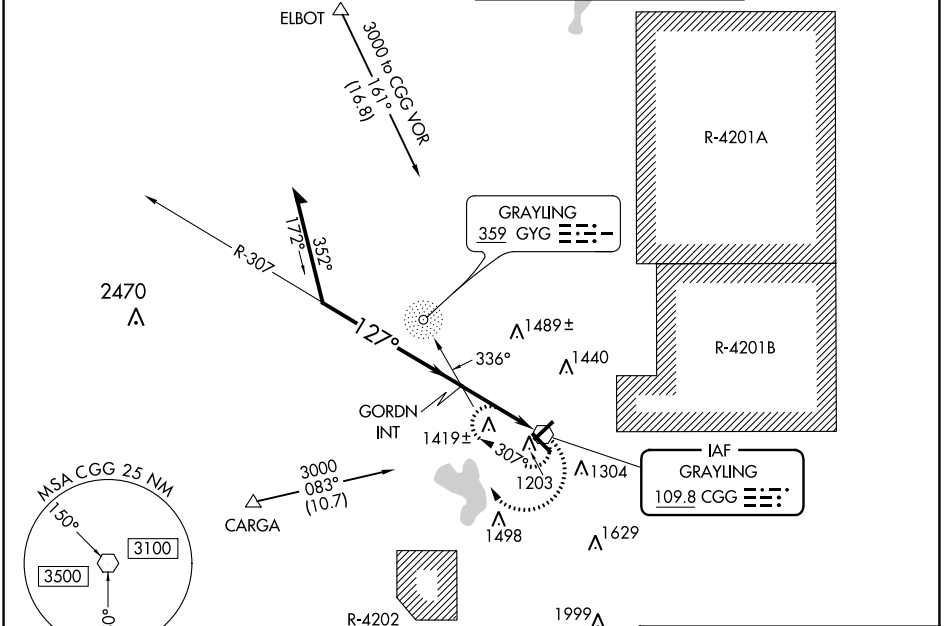 ELBOT
3000 to CGG VOR
161°
(16.8)
R-4201A
GRAYLING
359 GYG
172°
352°
R-307
2470
127°
1489±
1440
R-4201B
336°
GORDN
INT
1419±
307°
1203
1304
IAF
GRAYLING
109.8 CGG
3000
083°
(10.7)
CARGA
MSA CGG 25 NM
150°
3100
3500
1498
1629
R-4202
1999